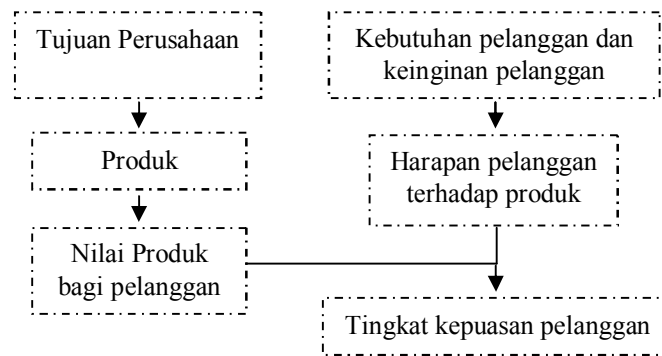 Tujuan Perusahaan
Kebutuhan pelanggan dan
keinginan pelanggan
Produk
Harapan pelanggan
terhadap produk
Nilai Produk
bagi pelanggan
Tingkat kepuasan pelanggan